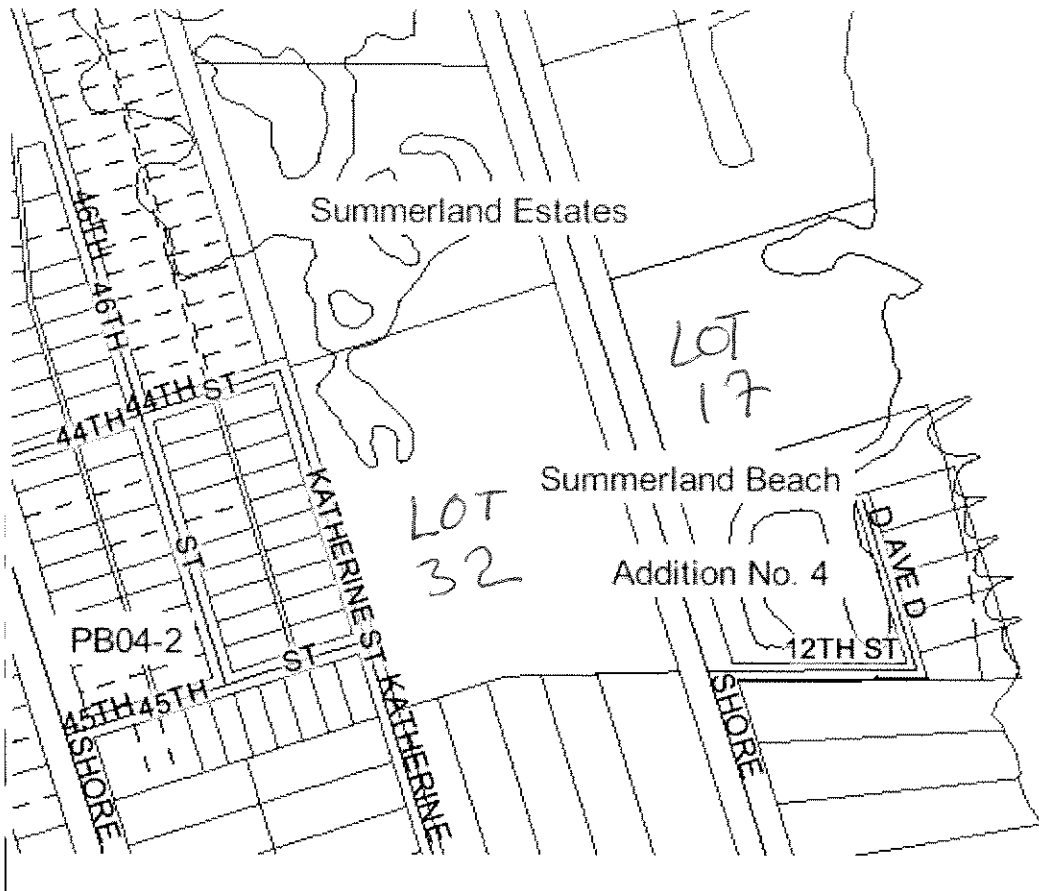 Summerland Estates
46TH 46TH
LOT
17
44TH 44TH ST
Summerland Beach
KATHERINE ST KATHERINE
LOT
32
D AVE D
ST
Addition No. 4
PB04-2
12TH ST
45TH 45TH ST
SHORE
SHORE